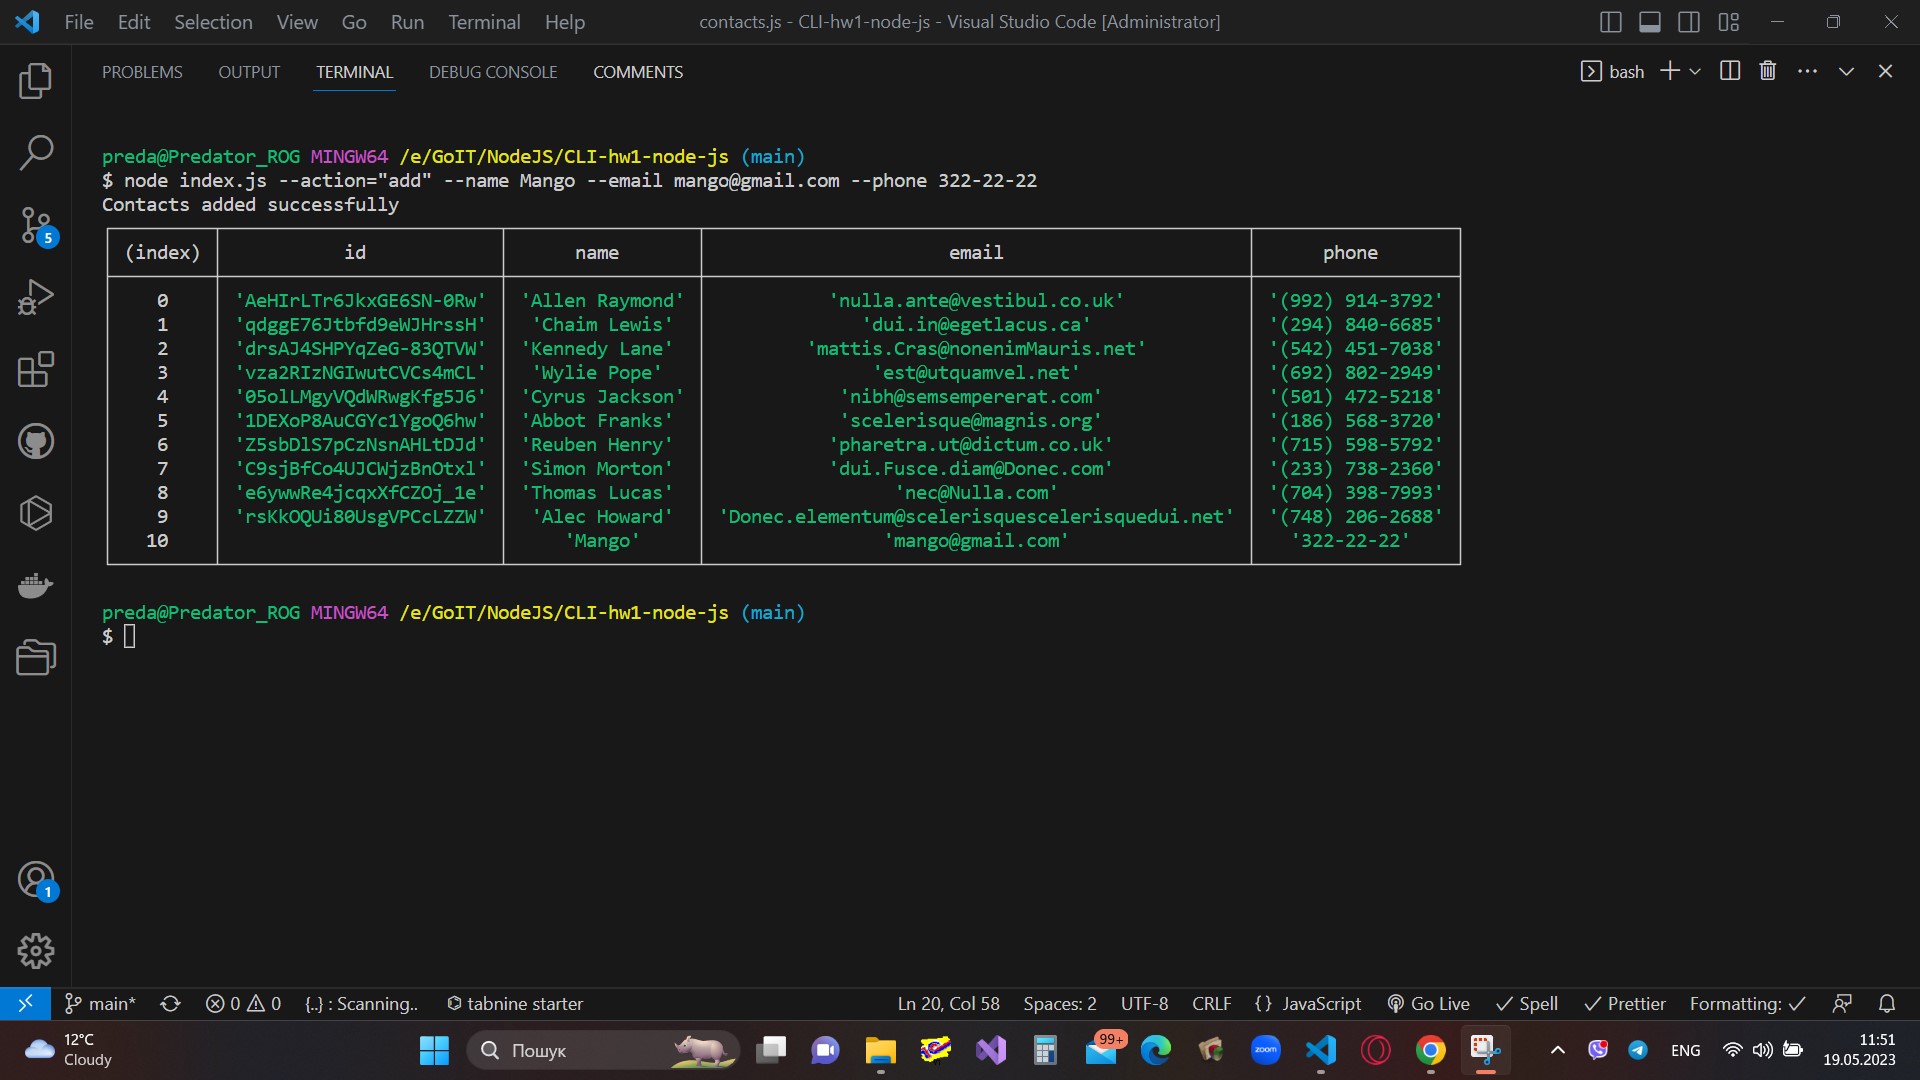 File Edit Selection View Go Run Terminal Help contacts.js - CLI-hw1-node-js - Visual Studio Code [Administrator]
PROBLEMS OUTPUT TERMINAL DEBUG CONSOLE COMMENTS bash
preda@Predator_ROG MINGW64 /e/GoIT/NodeJS/CLI-hw1-node-js (main)
$ node index.js --action="add" --name Mango --email mango@gmail.com --phone 322-22-22
Contacts added successfully
(index) id name email phone
0 'AeHIrLTr6JkxGE6SN-0Rw' 'Allen Raymond' 'nulla.ante@vestibul.co.uk' '(992) 914-3792'
1 'qdggE76Jtbfd9eWJHrssH' 'Chaim Lewis' 'dui.in@egetlacus.ca' '(294) 840-6685'
2 'drsAJ4SHPYqZeG-83QTVW' 'Kennedy Lane' 'mattis.Cras@nonenimMauris.net' '(542) 451-7038'
3 'vza2RIzNGIwutCVCs4mCL' 'Wylie Pope' 'est@utquamvel.net' '(692) 802-2949'
4 '05olLMgyVQdWRwgKfg5J6' 'Cyrus Jackson' 'nibh@semsempererat.com' '(501) 472-5218'
5 '1DEXoP8AuCGYc1YgoQ6hw' 'Abbot Franks' 'scelerisque@magnis.org' '(186) 568-3720'
6 'Z5sbDlS7pCzNsnAHLtDJd' 'Reuben Henry' 'pharetra.ut@dictum.co.uk' '(715) 598-5792'
7 'C9sjBfCo4UJCWjzBnOtxl' 'Simon Morton' 'dui.Fusce.diam@Donec.com' '(233) 738-2360'
8 'e6ywwRe4jcqxXfCZOj_1e' 'Thomas Lucas' 'nec@Nulla.com' '(704) 398-7993'
9 'rsKkOQUi80UsgVPCcLZZW' 'Alec Howard' 'Donec.elementum@scelerisquescelerisquedui.net' '(748) 206-2688'
10 'Mango' 'mango@gmail.com' '322-22-22'
preda@Predator_ROG MINGW64 /e/GoIT/NodeJS/CLI-hw1-node-js (main)
$
5
1
main* 0 0 {..} : Scanning.. tabnine starter Ln 20, Col 58 Spaces: 2 UTF-8 CRLF {} JavaScript Go Live Spell Prettier Formatting:
12°C
Cloudy
Пошук
99+
zoom
ENG
11:51
19.05.2023